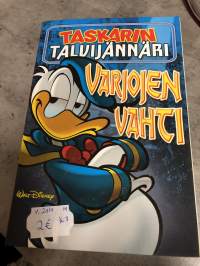 TASKARIN
TALVIJÄNNÄRI
VARJOJEN
VAHTI
WALT DISNEY
2€